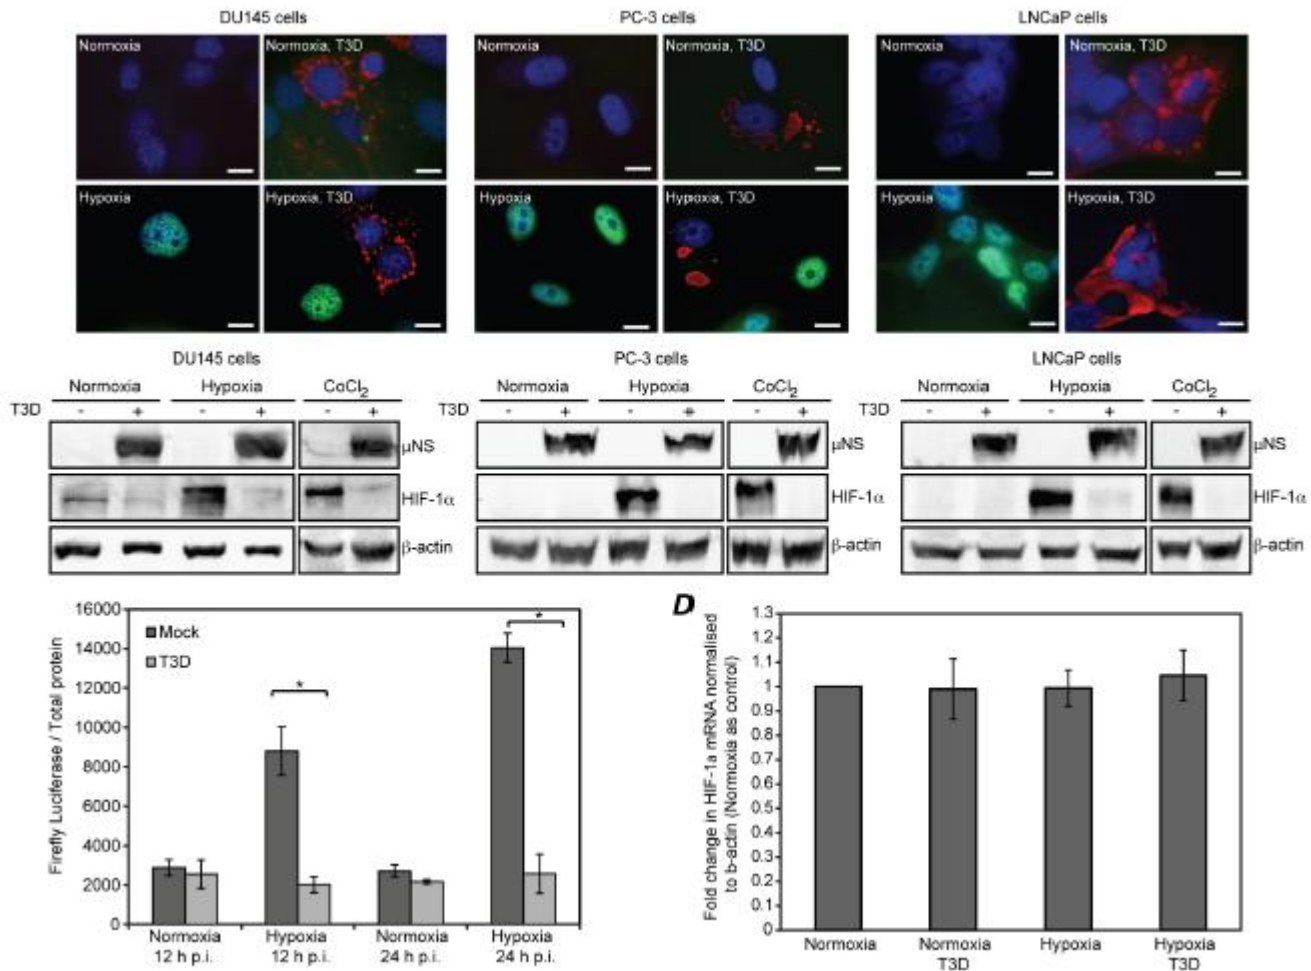 DU145 cells
PC-3 cells
LNCaP cells
Normoxia
Normoxia, T3D
Normoxia
Normoxia, T3D
Normoxia
Normoxia, T3D
Hypoxia
Hypoxia, T3D
Hypoxia
Hypoxia, T3D
Hypoxia
Hypoxia, T3D
DU145 cells
Normoxia Hypoxia CoCl2
T3D - + - + - +
μNS
HIF-1α
β-actin
PC-3 cells
Normoxia Hypoxia CoCl2
T3D - + - + - +
μNS
HIF-1α
β-actin
LNCaP cells
Normoxia Hypoxia CoCl2
T3D - + - + - +
μNS
HIF-1α
β-actin
Firefly Luciferase / Total protein
16000
14000
12000
10000
8000
6000
4000
2000
0
Mock
T3D
*
*
Normoxia 12 h p.i.
Hypoxia 12 h p.i.
Normoxia 24 h p.i.
Hypoxia 24 h p.i.
D
Fold change in HIF-1a mRNA normalised
to b-actin (Normoxia as control)
1.3
1.2
1.1
1
0.9
0.8
0.7
0.6
0.5
0.4
0.3
0.2
0.1
0
Normoxia
Normoxia T3D
Hypoxia
Hypoxia T3D